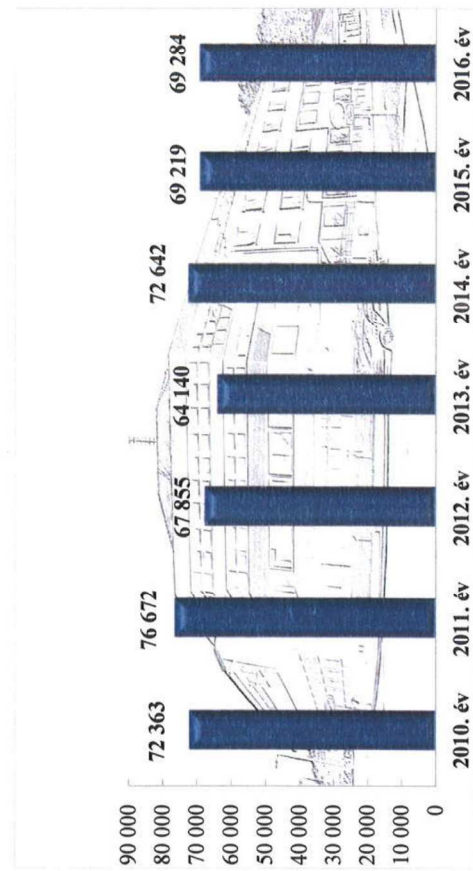 90 000
80 000
70 000
60 000
50 000
40 000
30 000
20 000
10 000
0
72 363
76 672
67 855
64 140
72 642
69 219
69 284
2010. év
2011. év
2012. év
2013. év
2014. év
2015. év
2016. év